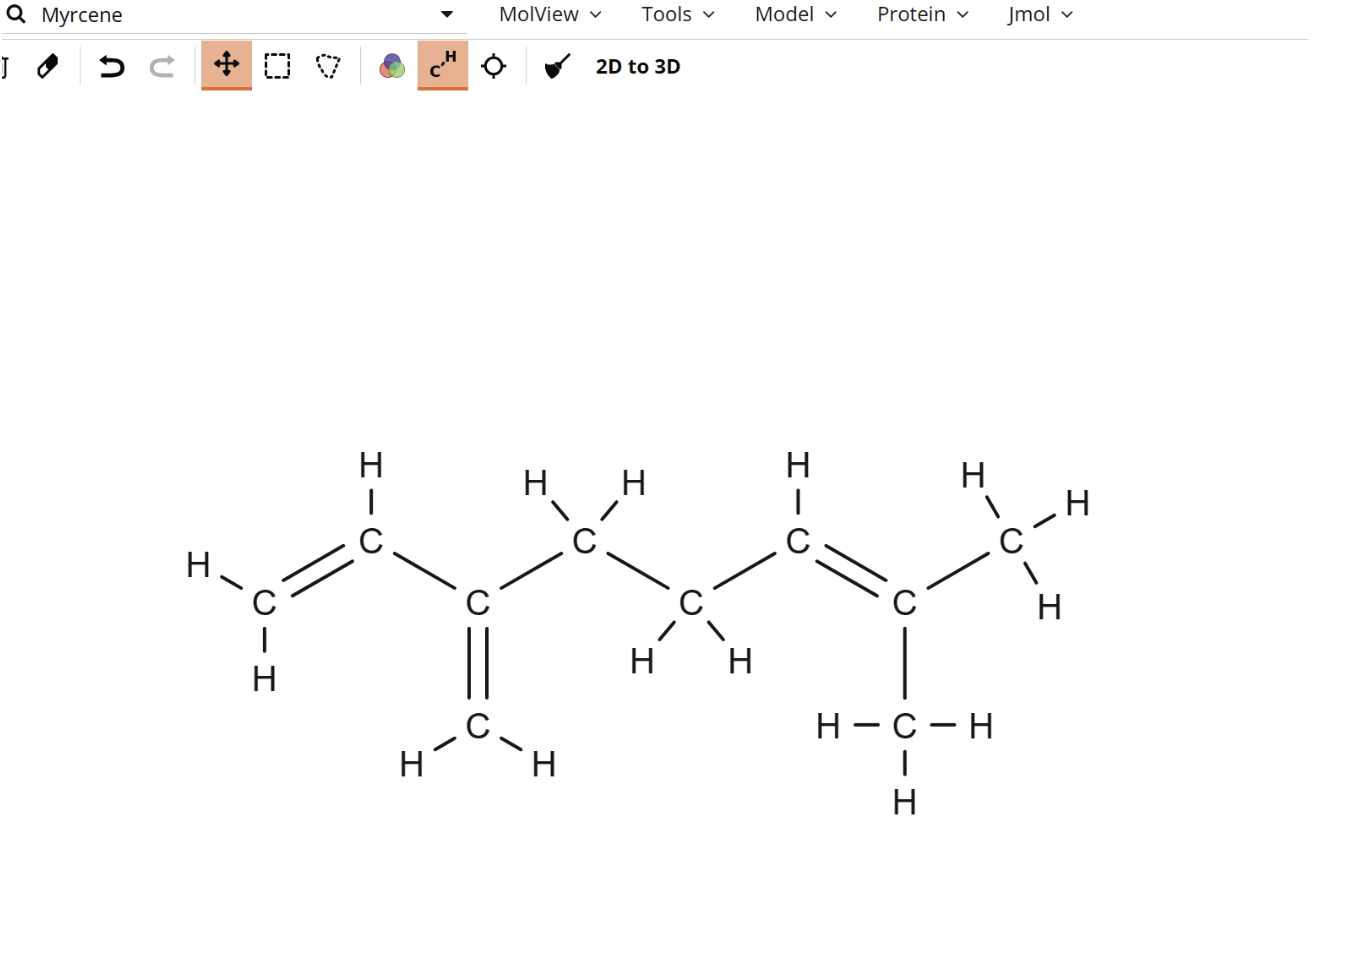 Myrcene MolView Tools Model Protein Jmol
C H 2D to 3D
H H
H H H H
H
C C C C
H
C C C C
H
H H H
C H C H
H H
H